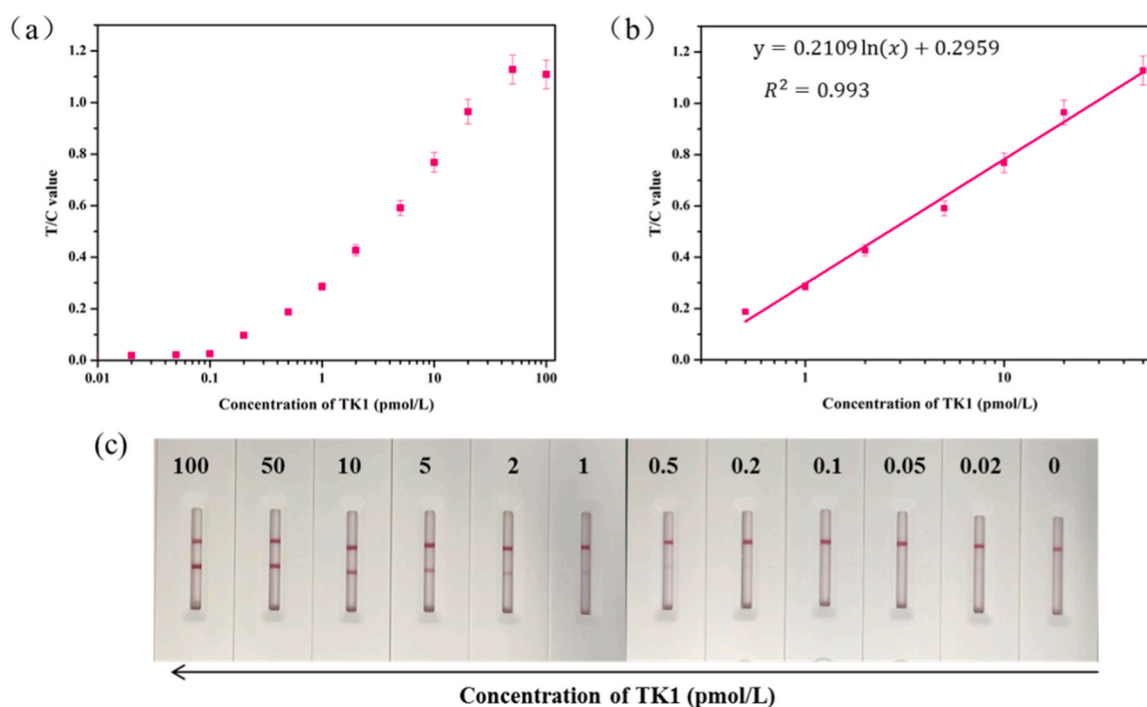 (a)
T/C value
1.2
1.0
0.8
0.6
0.4
0.2
0.0
0.01 0.1 1 10 100
Concentration of TK1 (pmol/L)
(b)
y = 0.2109 ln(x) + 0.2959
R² = 0.993
T/C value
1.2
1.0
0.8
0.6
0.4
0.2
0.0
1 10
Concentration of TK1 (pmol/L)
(c)
100 50 10 5 2 1 0.5 0.2 0.1 0.05 0.02 0
Concentration of TK1 (pmol/L)